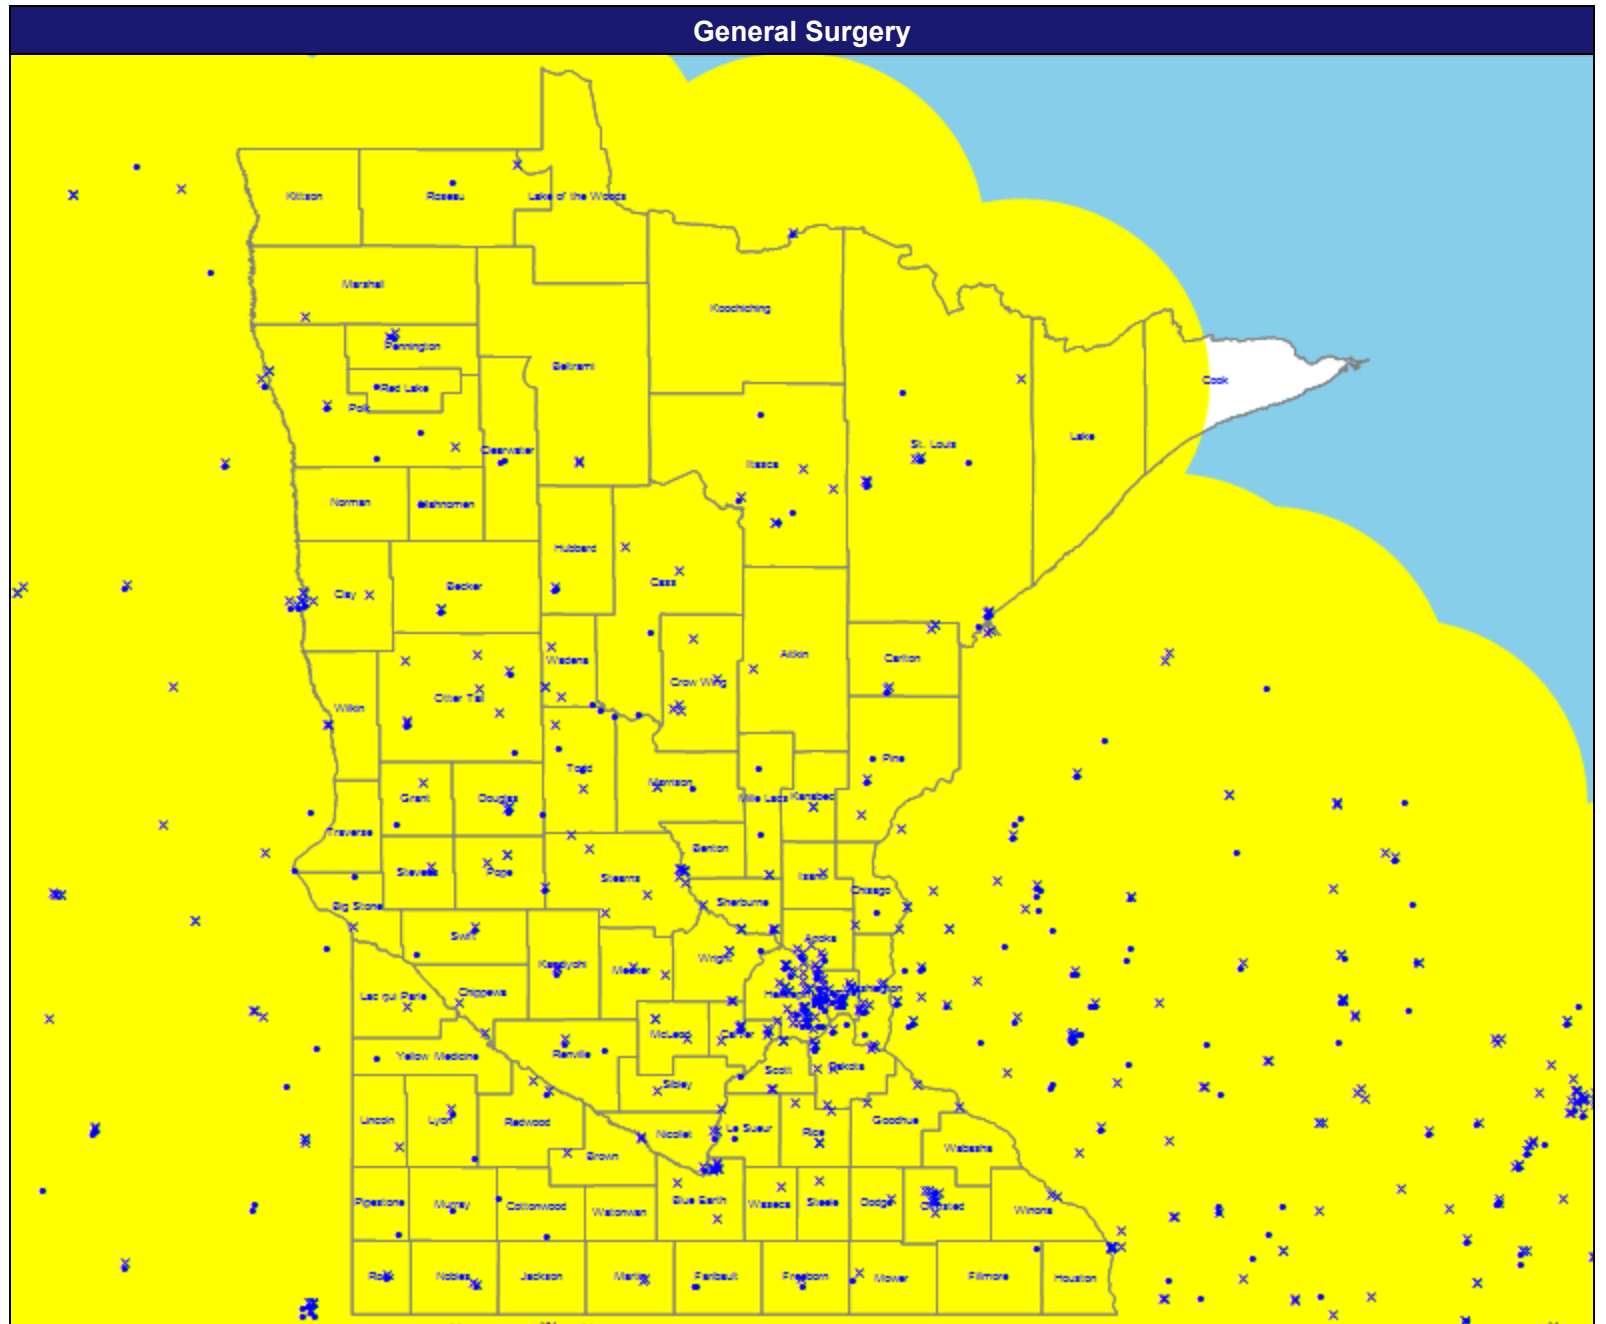 General Surgery
Kittson
Roseau
Lake of the Woods
Marshall
Koochiching
Pennington
Beltrami
Cook
Red Lake
Polk
Lake
St. Louis
Clearwater
Itasca
Norman
Mahnomen
Hubbard
Cass
Becker
Clay
Aitkin
Carlton
Wadena
Crow Wing
Otter Tail
Wilkin
Pine
Todd
Morrison
Grant
Douglas
Mille Lacs
Kanabec
Traverse
Benton
Stevens
Pope
Stearns
Isanti
Chisago
Big Stone
Sherburne
Swift
Anoka
Kandiyohi
Meeker
Wright
Lac qui Parle
Chippewa
Washington
McLeod
Carver
Renville
Yellow Medicine
Scott
Dakota
Sibley
Lincoln
Lyon
Redwood
Nicollet
Le Sueur
Rice
Goodhue
Wabasha
Brown
Pipestone
Murray
Cottonwood
Watonwan
Blue Earth
Waseca
Steele
Dodge
Olmsted
Winona
Rock
Nobles
Jackson
Martin
Faribault
Freeborn
Mower
Fillmore
Houston